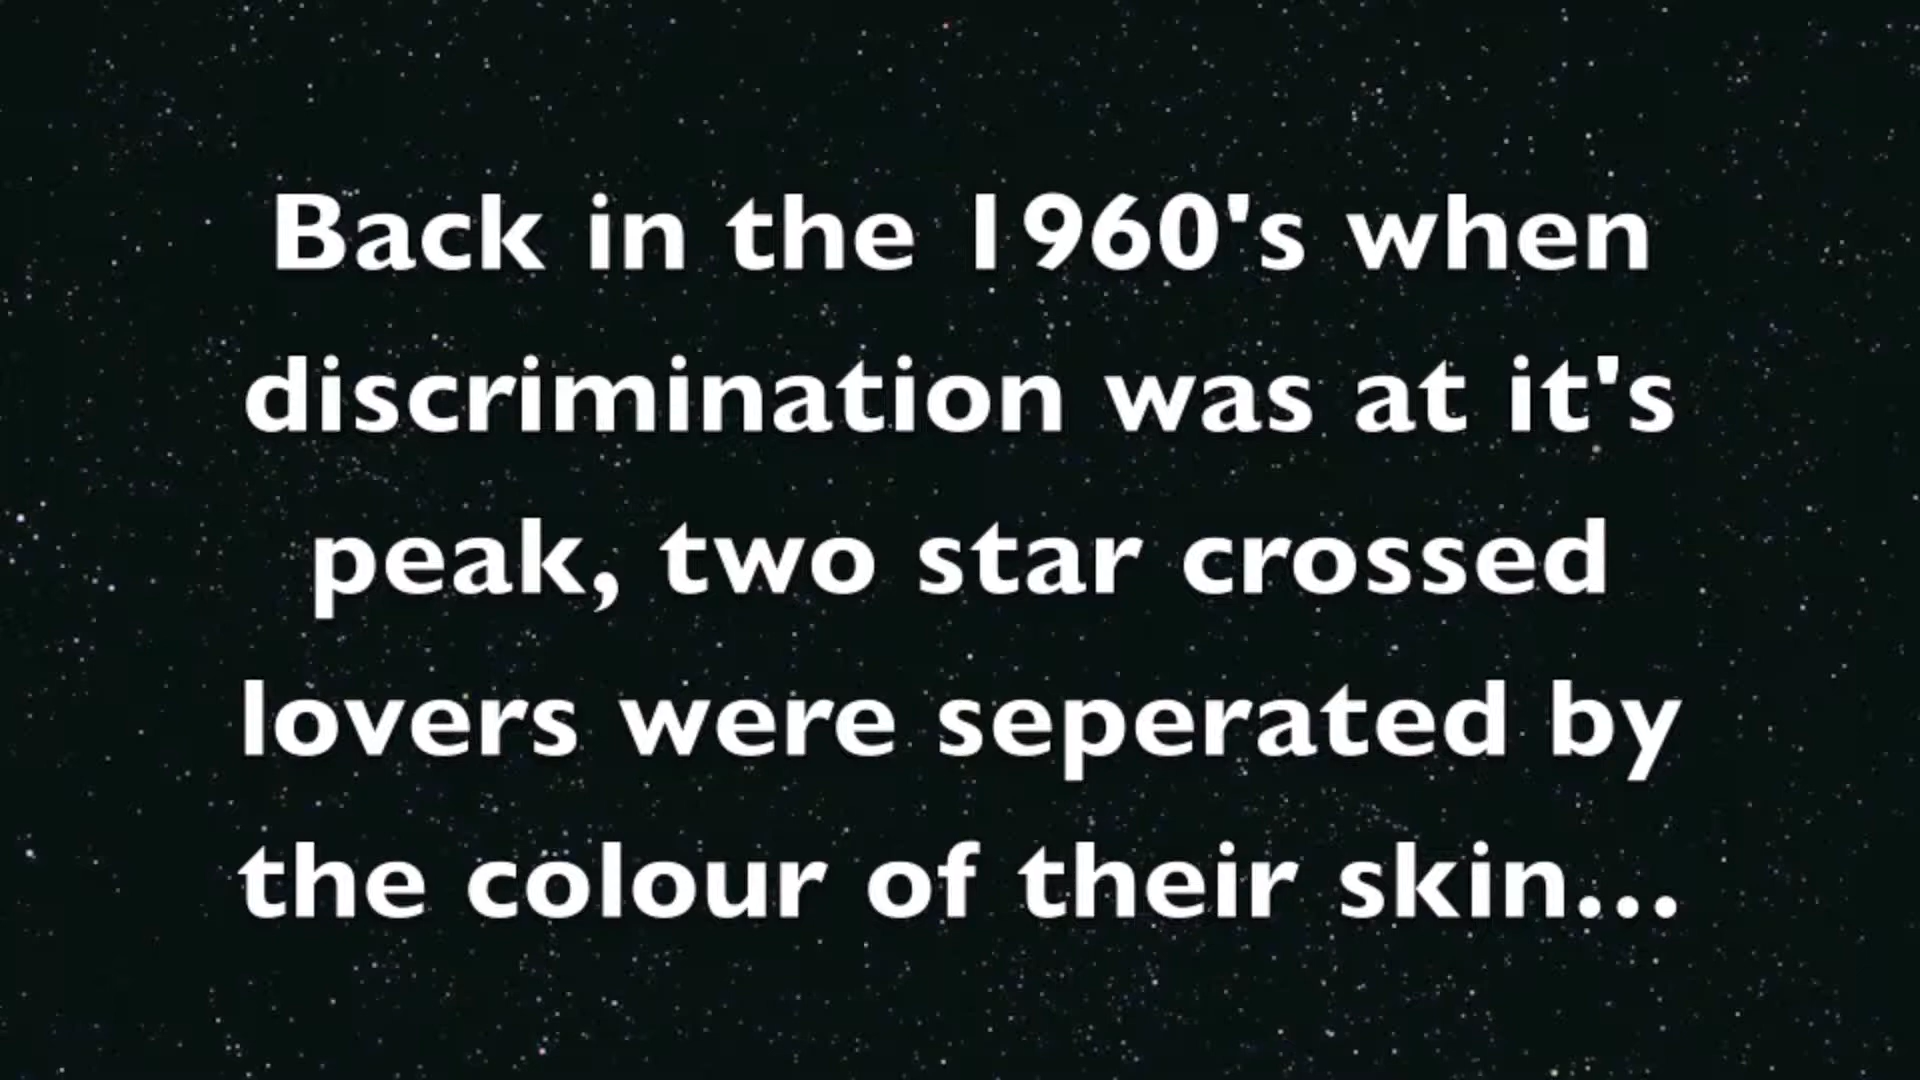 Back in the 1960's when
discrimination was at it's
peak, two star crossed
lovers were seperated by
the colour of their skin...